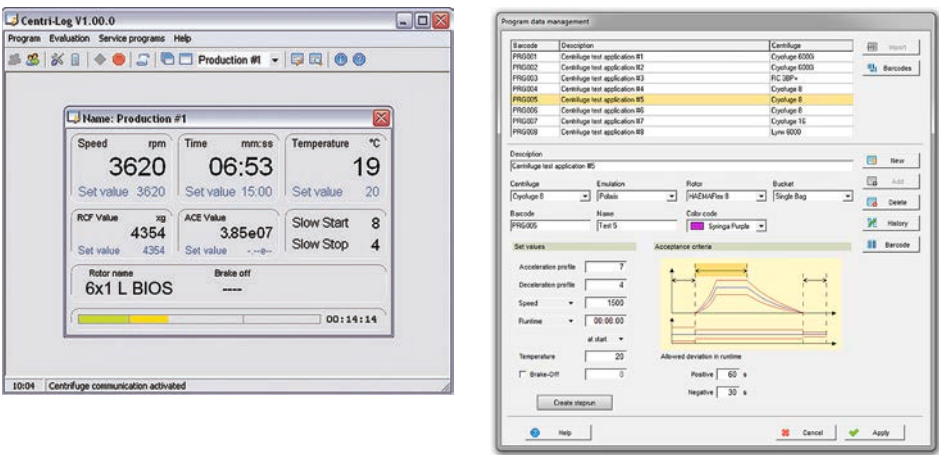 Centri-Log V1.00.0
Program Evaluation Service programs Help
Production #1
Name: Production #1
Speed rpm Time mm:ss Temperature °C
3620 06:53 19
Set value 3620 Set value 15:00 Set value 20
RCF Value xg ACE Value
4354 3.85e07 Slow Start 8
Set value 4354 Set value -.--e-- Slow Stop 4
Rotor name Brake off
6x1 L BIOS ----
00:14:14
10:04 Centrifuge communication activated
Program data management
Barcode Description Centrifuge
PRG001 Centrifuge test application #1 Cryofuge 6000i
PRG002 Centrifuge test application #2 Cryofuge 6000i
PRG003 Centrifuge test application #3 RC 3BP+
PRG004 Centrifuge test application #4 Cryofuge 8
PRG005 Centrifuge test application #5 Cryofuge 8
PRG006 Centrifuge test application #6 Cryofuge 8
PRG007 Centrifuge test application #7 Cryofuge 16
PRG008 Centrifuge test application #8 Lynx 6000
Import
Barcodes
Description
Centrifuge test application #5
Centrifuge Emulation Rotor Bucket
Cryofuge 8 Polaris HAEMAFlex 8 Single Bag
Barcode Name Color code
PRG005 Test 5 Syringa Purple
New
Add
Delete
History
Barcode
Set values Acceptance criteria
Acceleration profile 7
Deceleration profile 4
Speed 1500
Runtime 00:08:00
at start
Temperature 20
Brake-Off 0
Create steprun
Allowed deviation in runtime
Positive 60 s
Negative 30 s
Help Cancel Apply